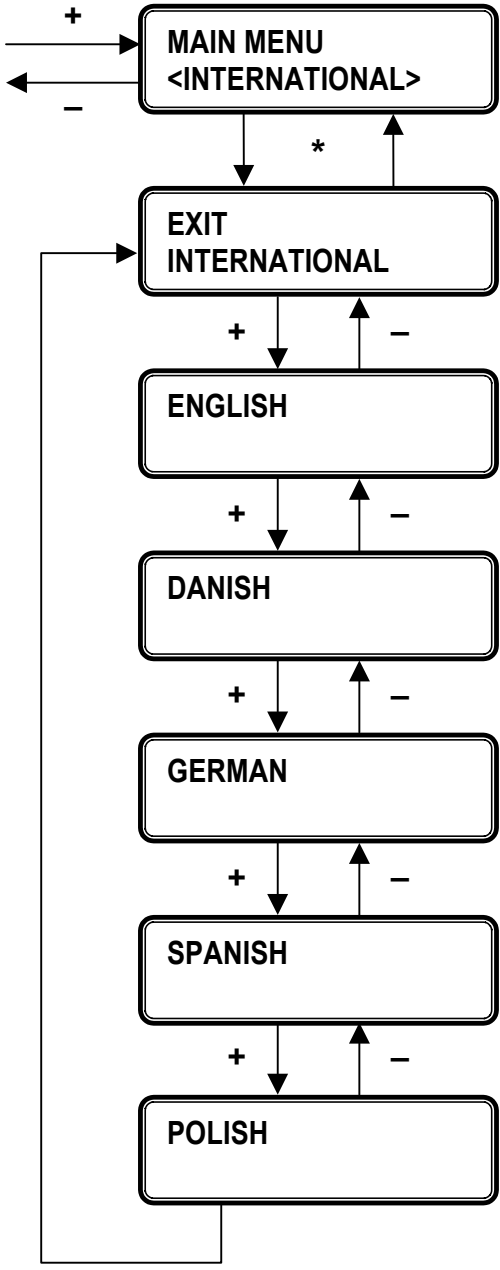 +
MAIN MENU
<INTERNATIONAL>
–
*
EXIT
INTERNATIONAL
+ –
ENGLISH
+ –
DANISH
+ –
GERMAN
+ –
SPANISH
+ –
POLISH